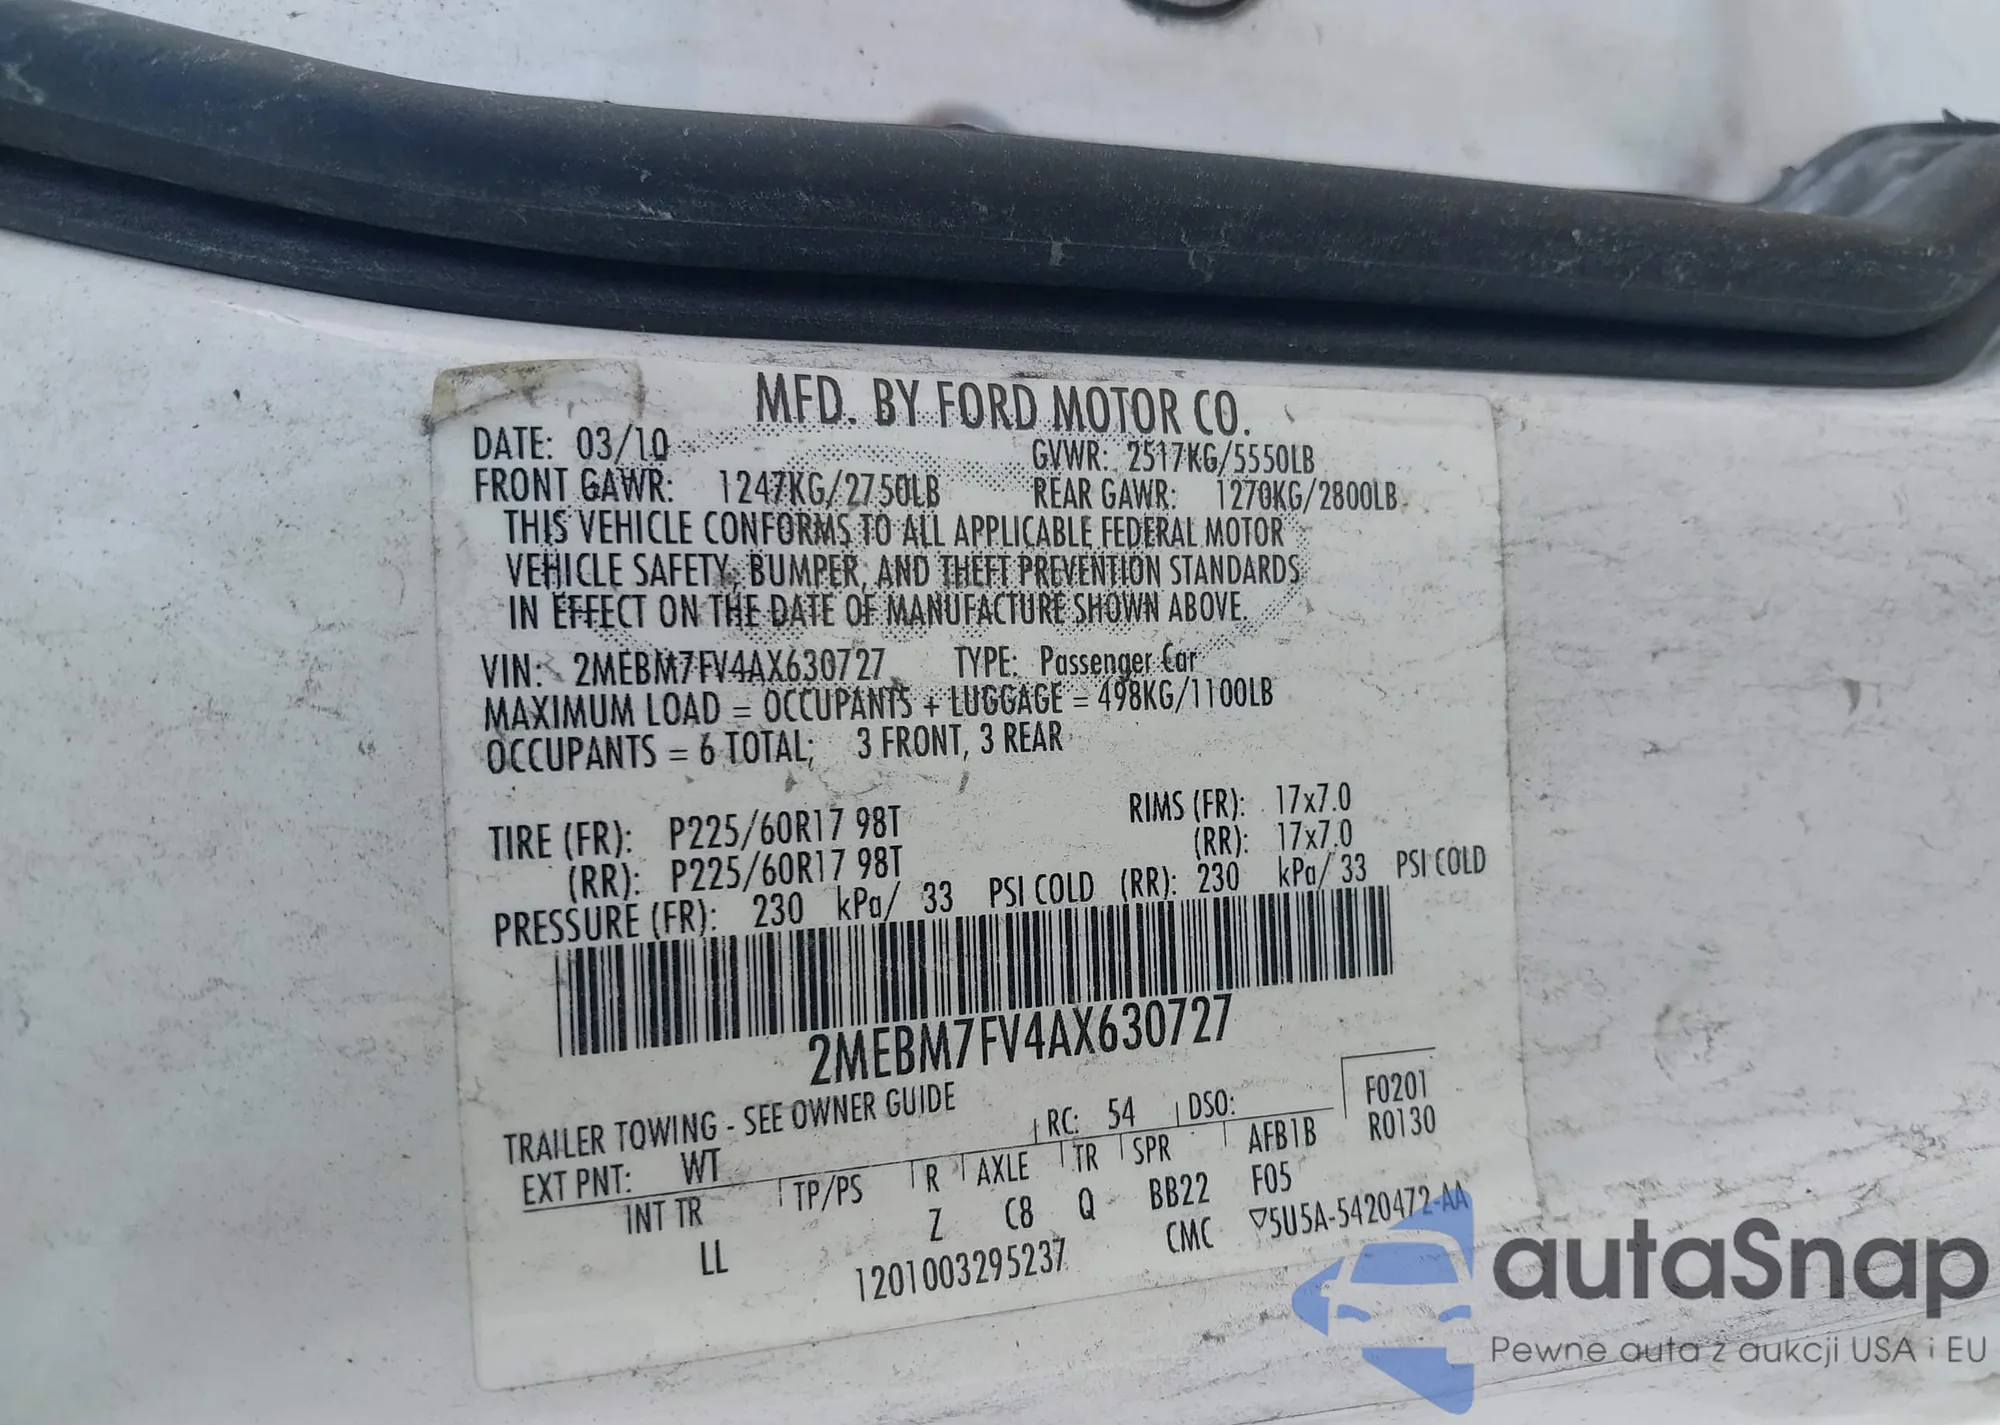 MFD. BY FORD MOTOR CO.
DATE: 03/10
GVWR: 2517KG/5550LB
FRONT GAWR: 1247KG/2750LB
REAR GAWR: 1270KG/2800LB
THIS VEHICLE CONFORMS TO ALL APPLICABLE FEDERAL MOTOR
VEHICLE SAFETY, BUMPER, AND THEFT PREVENTION STANDARDS
IN EFFECT ON THE DATE OF MANUFACTURE SHOWN ABOVE.
VIN: 2MEBM7FV4AX630727 TYPE: Passenger Car
MAXIMUM LOAD = OCCUPANTS + LUGGAGE = 498KG/1100LB
OCCUPANTS = 6 TOTAL; 3 FRONT, 3 REAR
TIRE (FR): P225/60R17 98T RIMS (FR): 17x7.0
(RR): P225/60R17 98T (RR): 17x7.0
PRESSURE (FR): 230 kPa/ 33 PSI COLD (RR): 230 kPa/ 33 PSI COLD
2MEBM7FV4AX630727
TRAILER TOWING - SEE OWNER GUIDE
EXT PNT: WT RC: 54 DSO: F0201
R0130
INT TR TP/PS R AXLE TR SPR AFB1B
LL Z C8 Q BB22 F05
1201003295237 CMC ▽5U5A-5420472-AA
autaSnap
Pewne auta z aukcji USA i EU